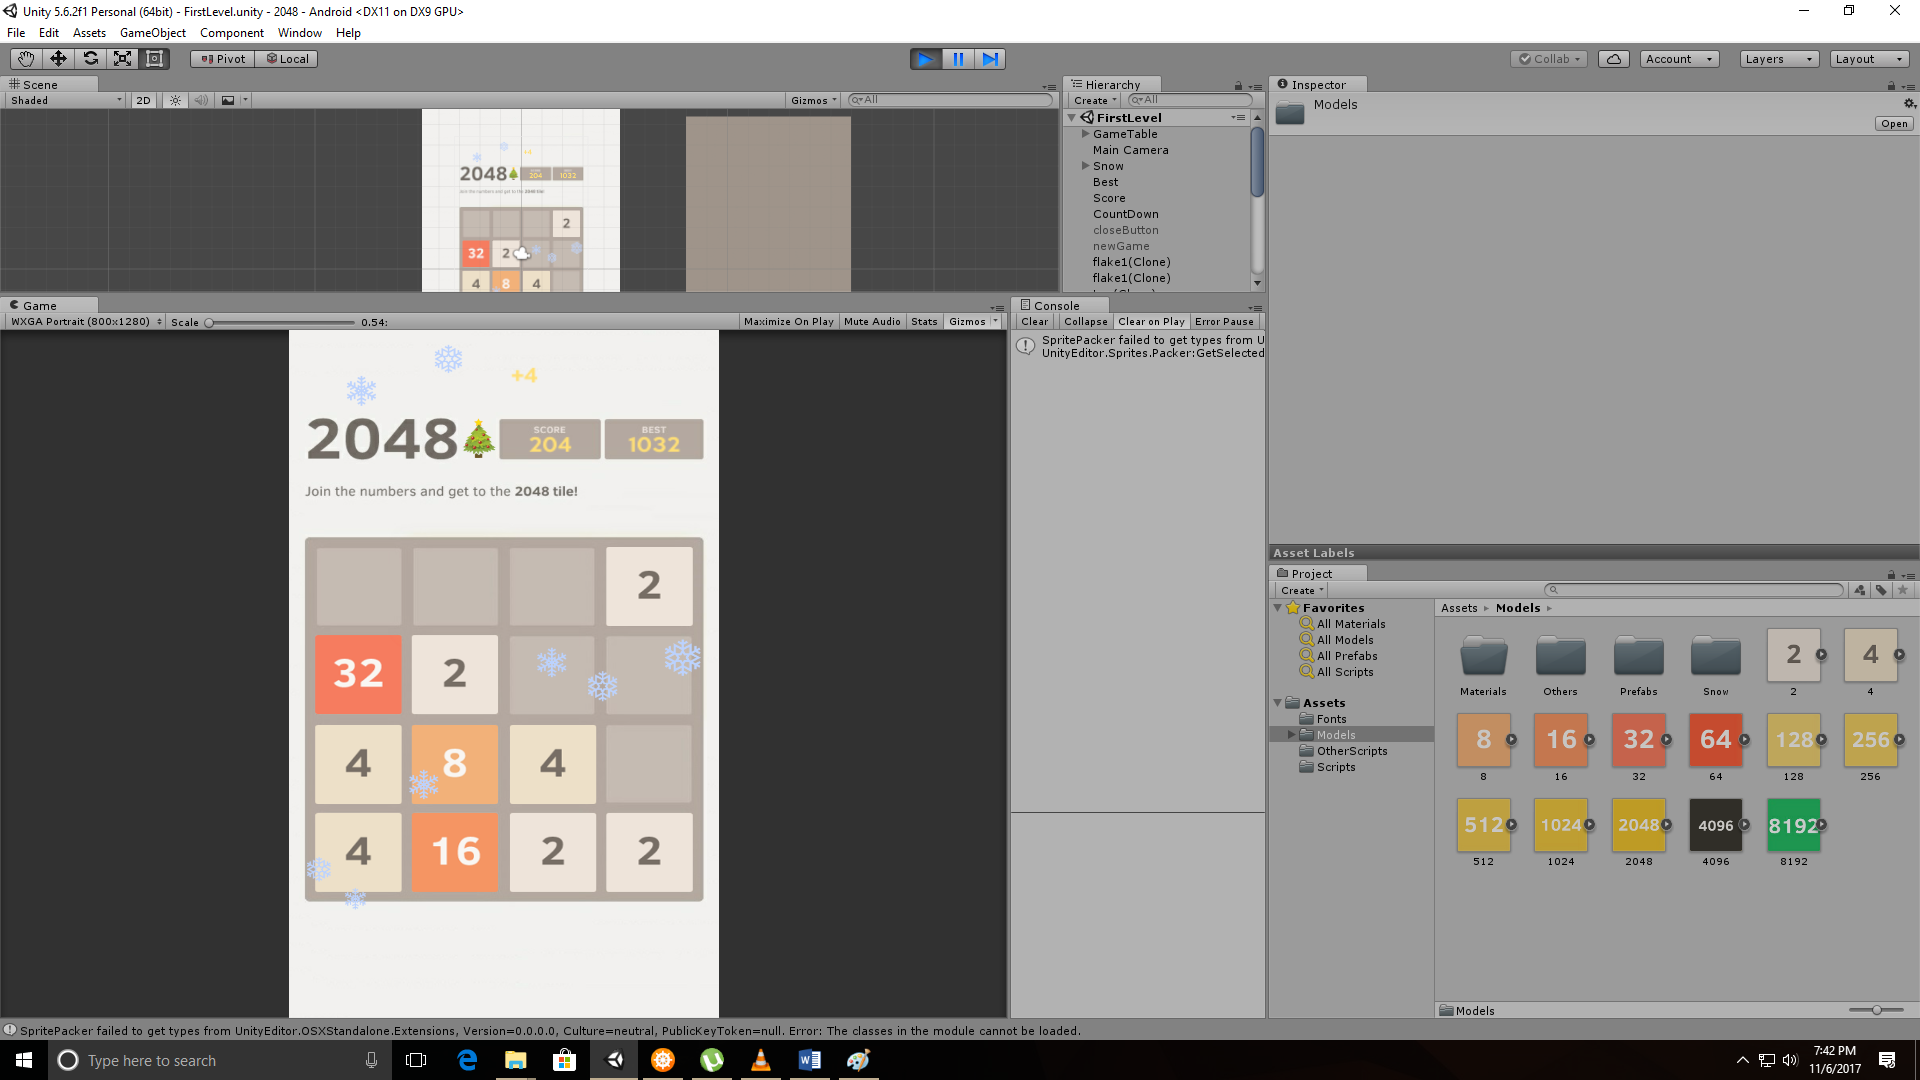 Unity 5.6.2f1 Personal (64bit) - FirstLevel.unity - 2048 - Android <DX11 on DX9 GPU>
File Edit Assets GameObject Component Window Help
Pivot Local
Collab Account Layers Layout
Scene
Shaded 2D Gizmos All
2048 204 1032
2
32 2
4 8 4
Hierarchy
Create All
FirstLevel
GameTable
Main Camera
Snow
Best
Score
CountDown
closeButton
newGame
flake1(Clone)
flake1(Clone)
Inspector
Models
Open
Asset Labels
Game
WXGA Portrait (800x1280) Scale 0.54:
Maximize On Play Mute Audio Stats Gizmos
+4
2048
SCORE
204
BEST
1032
Join the numbers and get to the 2048 tile!
2
32 2
4 8 4
4 16 2 2
Console
Clear Collapse Clear on Play Error Pause
SpritePacker failed to get types from U
UnityEditor.Sprites.Packer:GetSelected
Project
Create
Favorites
All Materials
All Models
All Prefabs
All Scripts
Assets
Fonts
Models
OtherScripts
Scripts
Assets Models
2 4
Materials Others Prefabs Snow 2 4
8 16 32 64 128 256
8 16 32 64 128 256
512 1024 2048 4096 8192
512 1024 2048 4096 8192
Models
SpritePacker failed to get types from UnityEditor.OSXStandalone.Extensions, Version=0.0.0.0, Culture=neutral, PublicKeyToken=null. Error: The classes in the module cannot be loaded.
Type here to search
7:42 PM
11/6/2017